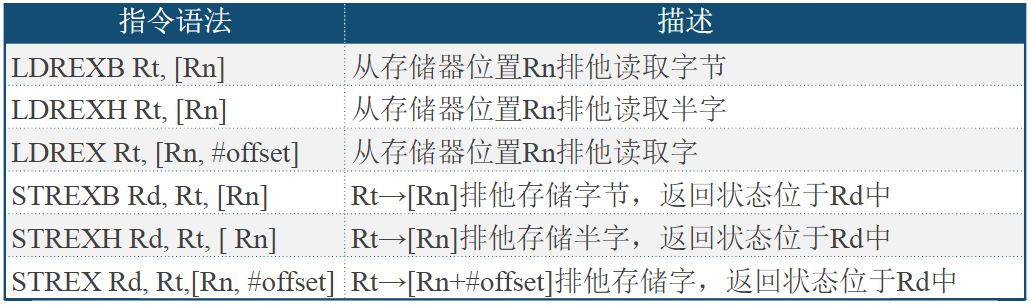 指令语法 描述
LDREXB Rt, [Rn] 从存储器位置Rn排他读取字节
LDREXH Rt, [Rn] 从存储器位置Rn排他读取半字
LDREX Rt, [Rn, #offset] 从存储器位置Rn排他读取字
STREXB Rd, Rt, [Rn] Rt→[Rn]排他存储字节，返回状态位于Rd中
STREXH Rd, Rt, [ Rn] Rt→[Rn]排他存储半字，返回状态位于Rd中
STREX Rd, Rt,[Rn, #offset] Rt→[Rn+#offset]排他存储字，返回状态位于Rd中